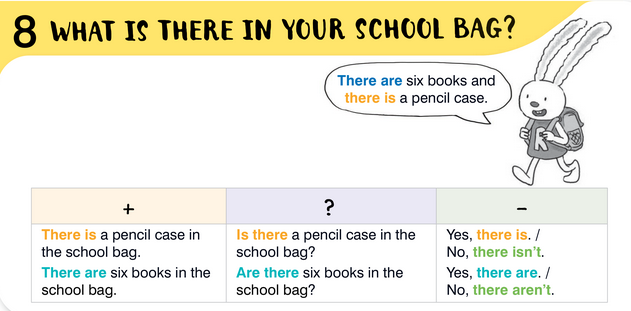 8 WHAT IS THERE IN YOUR SCHOOL BAG?
There are six books and
there is a pencil case.
R
+
?
–
There is a pencil case in
the school bag.
There are six books in the
school bag.
Is there a pencil case in the
school bag?
Are there six books in the
school bag?
Yes, there is. /
No, there isn't.
Yes, there are. /
No, there aren't.